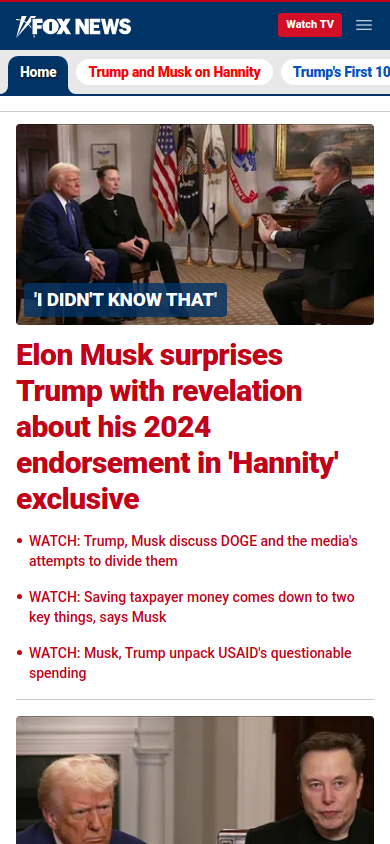 FOX NEWS
Watch TV
Home
Trump and Musk on Hannity
Trump's First 10
'I DIDN'T KNOW THAT'
Elon Musk surprises
Trump with revelation
about his 2024
endorsement in 'Hannity'
exclusive
• WATCH: Trump, Musk discuss DOGE and the media's
attempts to divide them
• WATCH: Saving taxpayer money comes down to two
key things, says Musk
• WATCH: Musk, Trump unpack USAID's questionable
spending